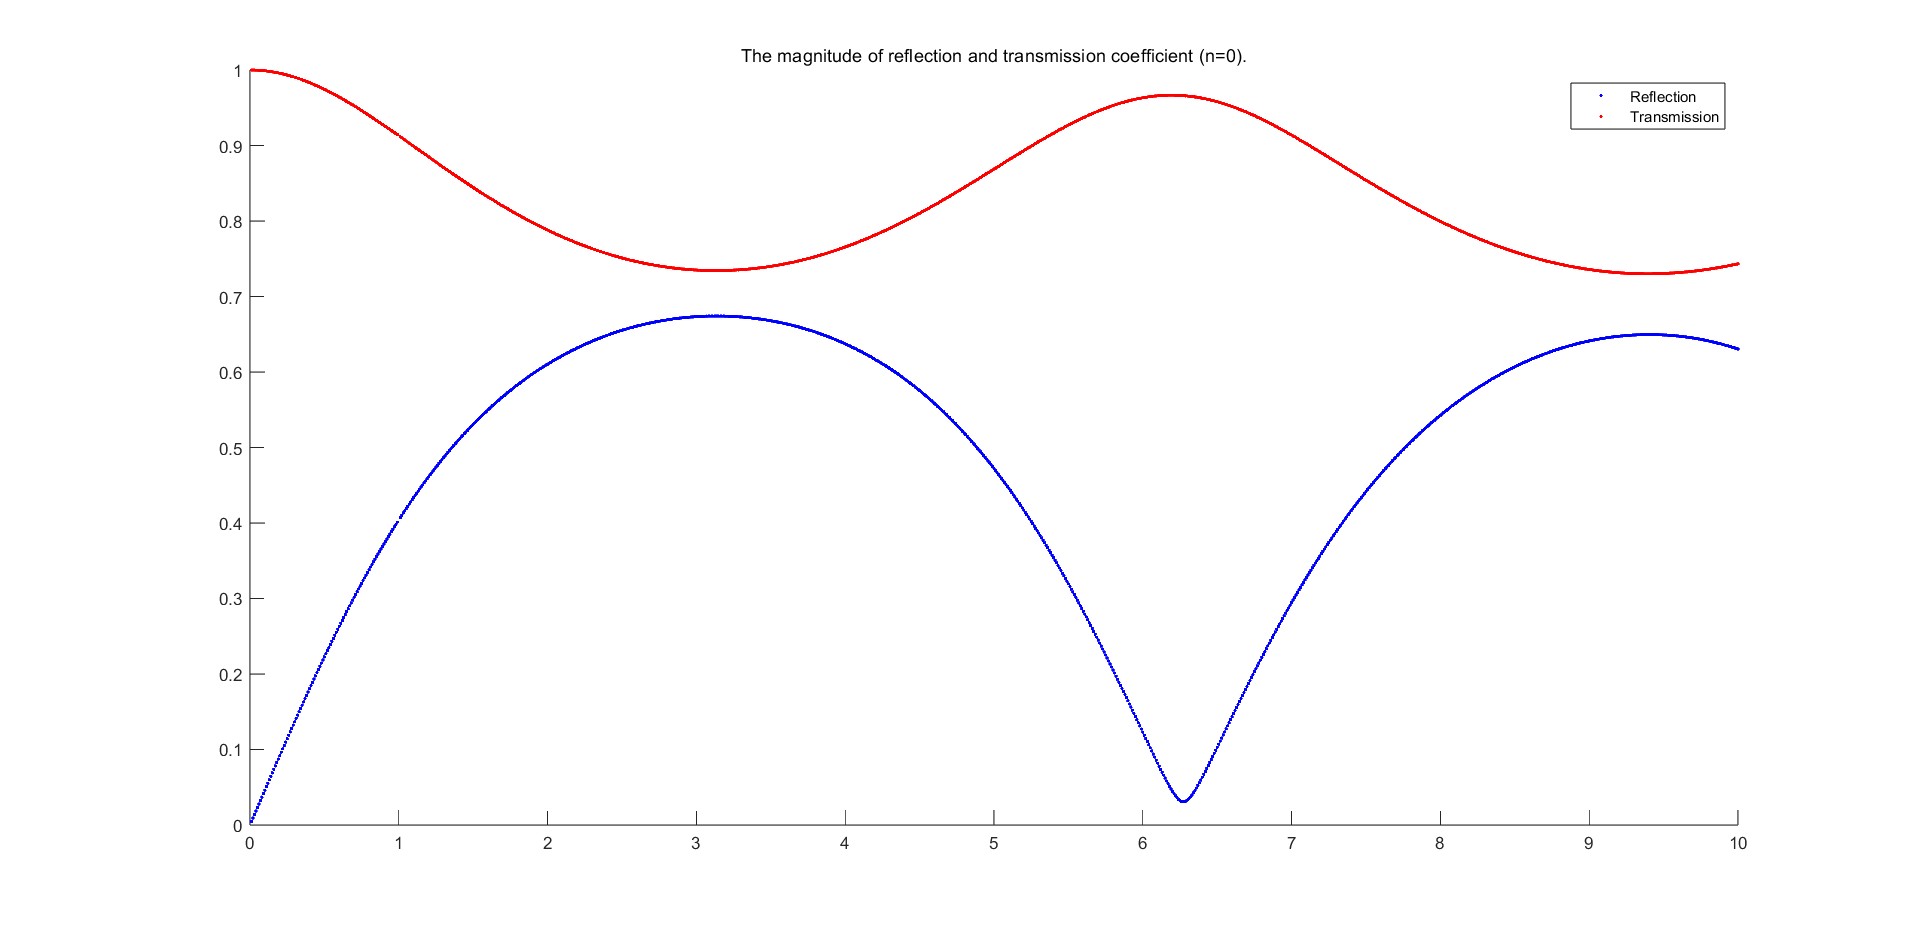 The magnitude of reflection and transmission coefficient (n=0).
Reflection
Transmission
1
0.9
0.8
0.7
0.6
0.5
0.4
0.3
0.2
0.1
0
0 1 2 3 4 5 6 7 8 9 10